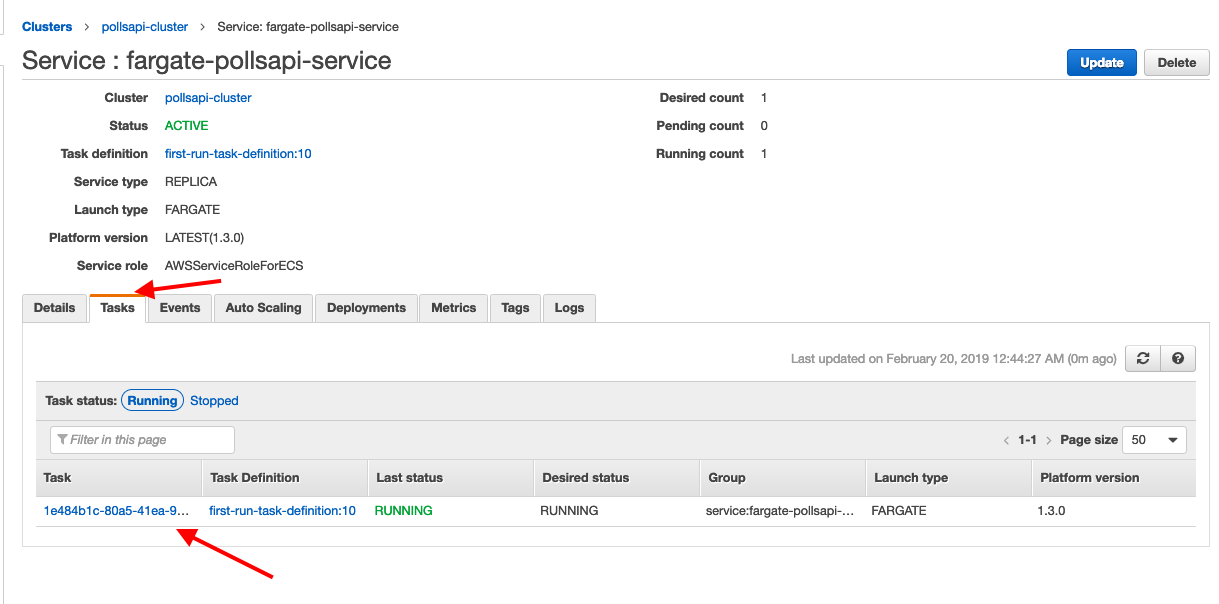 Clusters > pollsapi-cluster > Service: fargate-pollsapi-service
Service : fargate-pollsapi-service
Update Delete
Cluster pollsapi-cluster Desired count 1
Status ACTIVE Pending count 0
Task definition first-run-task-definition:10 Running count 1
Service type REPLICA
Launch type FARGATE
Platform version LATEST(1.3.0)
Service role AWSServiceRoleForECS
Details Tasks Events Auto Scaling Deployments Metrics Tags Logs
Last updated on February 20, 2019 12:44:27 AM (0m ago)
Task status: Running Stopped
Filter in this page < 1-1 > Page size 50
Task Task Definition Last status Desired status Group Launch type Platform version
1e484b1c-80a5-41ea-9... first-run-task-definition:10 RUNNING RUNNING service:fargate-pollsapi-... FARGATE 1.3.0